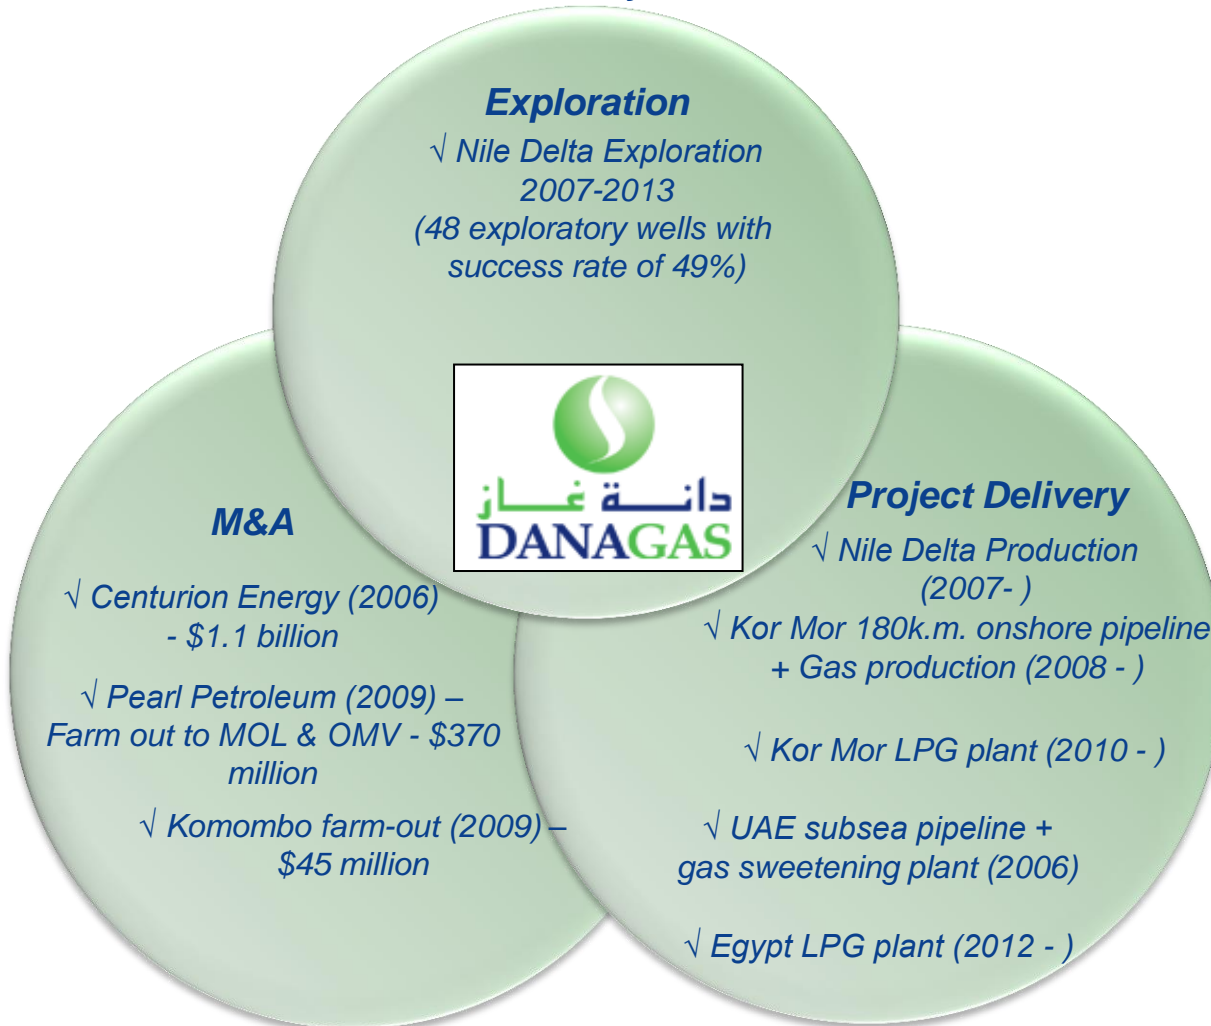 Exploration
√ Nile Delta Exploration
2007-2013
(48 exploratory wells with
success rate of 49%)
دانة غاز
DANAGAS
M&A
√ Centurion Energy (2006)
- $1.1 billion
√ Pearl Petroleum (2009) –
Farm out to MOL & OMV - $370
million
√ Komombo farm-out (2009) –
$45 million
Project Delivery
√ Nile Delta Production
(2007- )
√ Kor Mor 180k.m. onshore pipeline
+ Gas production (2008 - )
√ Kor Mor LPG plant (2010 - )
√ UAE subsea pipeline +
gas sweetening plant (2006)
√ Egypt LPG plant (2012 - )